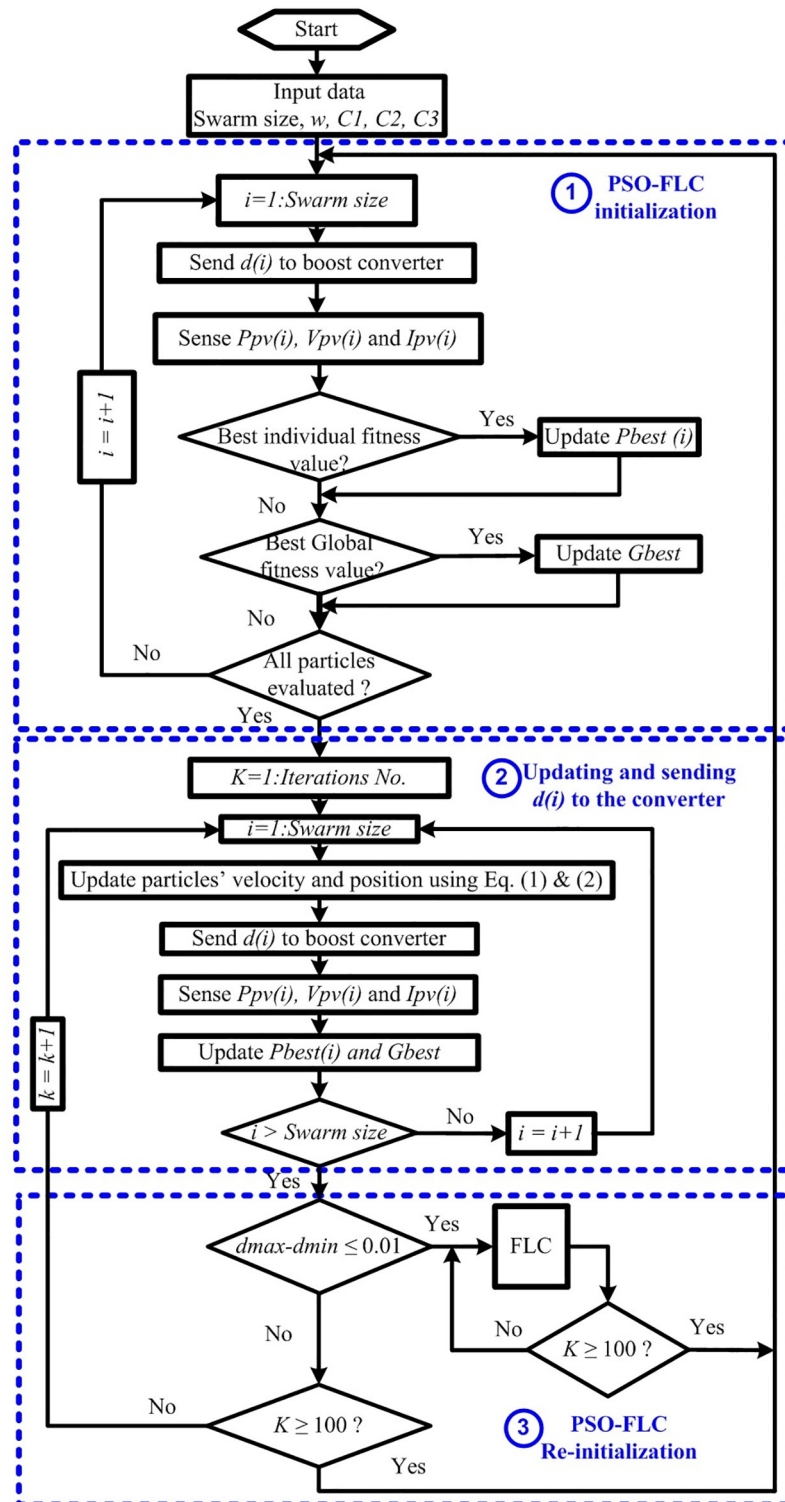 Start
Input data
Swarm size, w, C1, C2, C3
1
PSO-FLC
initialization
i=1:Swarm size
Send d(i) to boost converter
Sense Ppv(i), Vpv(i) and Ipv(i)
i = i+1
Best individual fitness
value?
Yes
Update Pbest (i)
No
Best Global
fitness value?
Yes
Update Gbest
No
All particles
evaluated ?
No
Yes
K=1:Iterations No.
2
Updating and sending
d(i) to the converter
i=1:Swarm size
Update particles' velocity and position using Eq. (1) & (2)
Send d(i) to boost converter
Sense Ppv(i), Vpv(i) and Ipv(i)
Update Pbest(i) and Gbest
k = k+1
i > Swarm size
No
i = i+1
Yes
dmax-dmin ≤ 0.01
Yes
FLC
No
K ≥ 100 ?
No
Yes
K ≥ 100 ?
No
Yes
3
PSO-FLC
Re-initialization